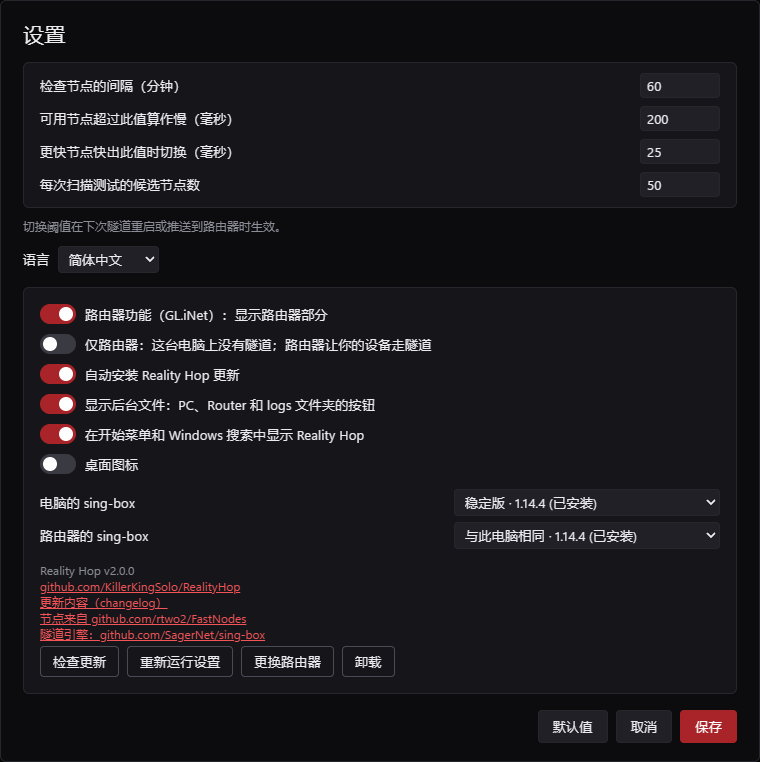 设置
检查节点的间隔（分钟） 60
可用节点超过此值算作慢（毫秒） 200
更快节点快出此值时切换（毫秒） 25
每次扫描测试的候选节点数 50
切换阈值在下次隧道重启或推送到路由器时生效。
语言 简体中文
路由器功能（GL.iNet）：显示路由器部分
仅路由器：这台电脑上没有隧道；路由器让你的设备走隧道
自动安装 Reality Hop 更新
显示后台文件：PC、Router 和 logs 文件夹的按钮
在开始菜单和 Windows 搜索中显示 Reality Hop
桌面图标
电脑的 sing-box 稳定版 · 1.14.4 (已安装)
路由器的 sing-box 与此电脑相同 · 1.14.4 (已安装)
Reality Hop v2.0.0
github.com/KillerKingSolo/RealityHop
更新内容（changelog）
节点来自 github.com/rtwo2/FastNodes
隧道引擎：github.com/SagerNet/sing-box
检查更新 重新运行设置 更换路由器 卸载
默认值 取消 保存